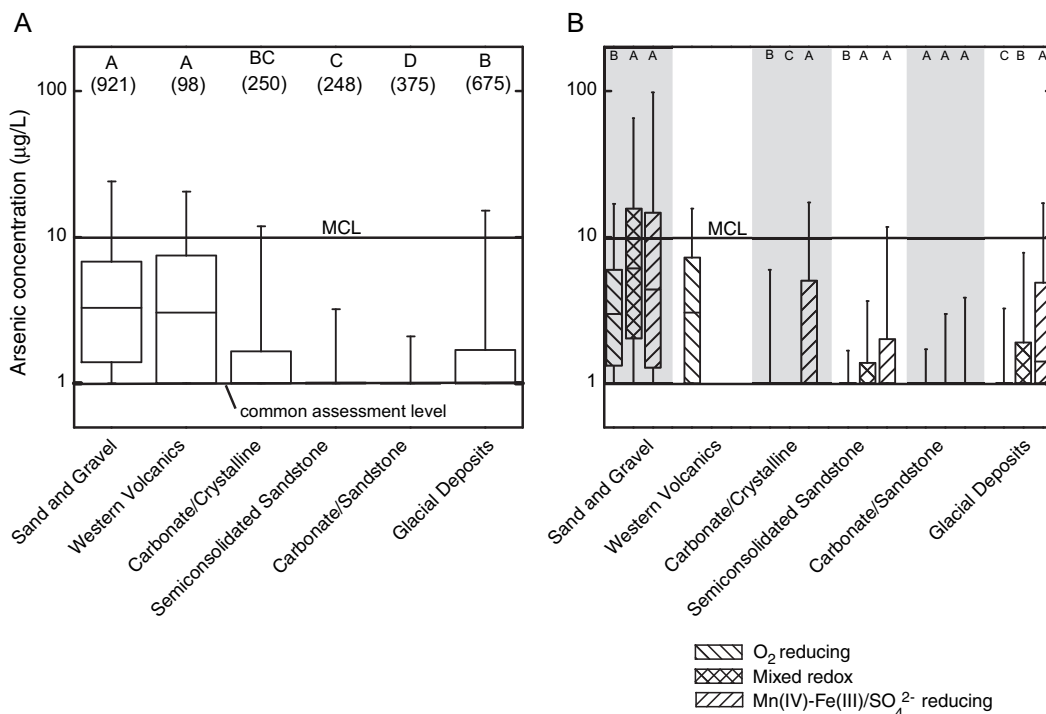 A
A A BC C D B
(921) (98) (250) (248) (375) (675)
100
10
1
Arsenic concentration (µg/L)
MCL
common assessment level
Sand and Gravel
Western Volcanics
Carbonate/Crystalline
Semiconsolidated Sandstone
Carbonate/Sandstone
Glacial Deposits
B
B A A B C A B A A A A A C B A
100
10
1
MCL
Sand and Gravel
Western Volcanics
Carbonate/Crystalline
Semiconsolidated Sandstone
Carbonate/Sandstone
Glacial Deposits
O2 reducing
Mixed redox
Mn(IV)-Fe(III)/SO4^2- reducing